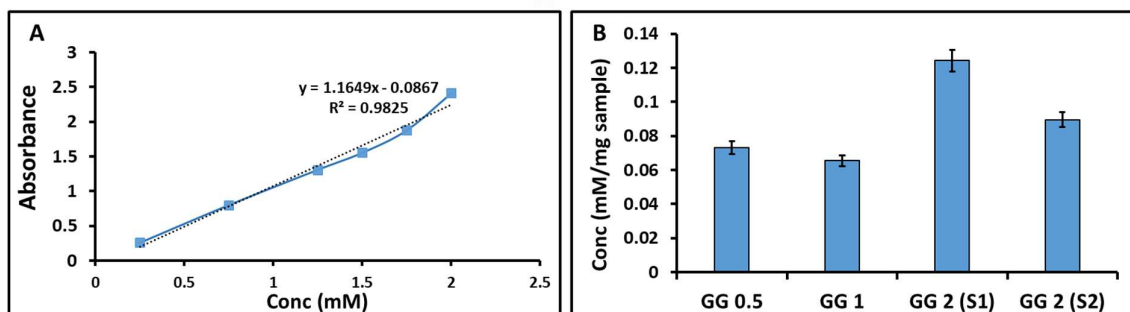 A
3
2.5
2
1.5
1
0.5
0
0
0.5
1
1.5
2
2.5
Absorbance
Conc (mM)
y = 1.1649x - 0.0867
R² = 0.9825
B
0.14
0.12
0.1
0.08
0.06
0.04
0.02
0
Conc (mM/mg sample)
GG 0.5
GG 1
GG 2 (S1)
GG 2 (S2)